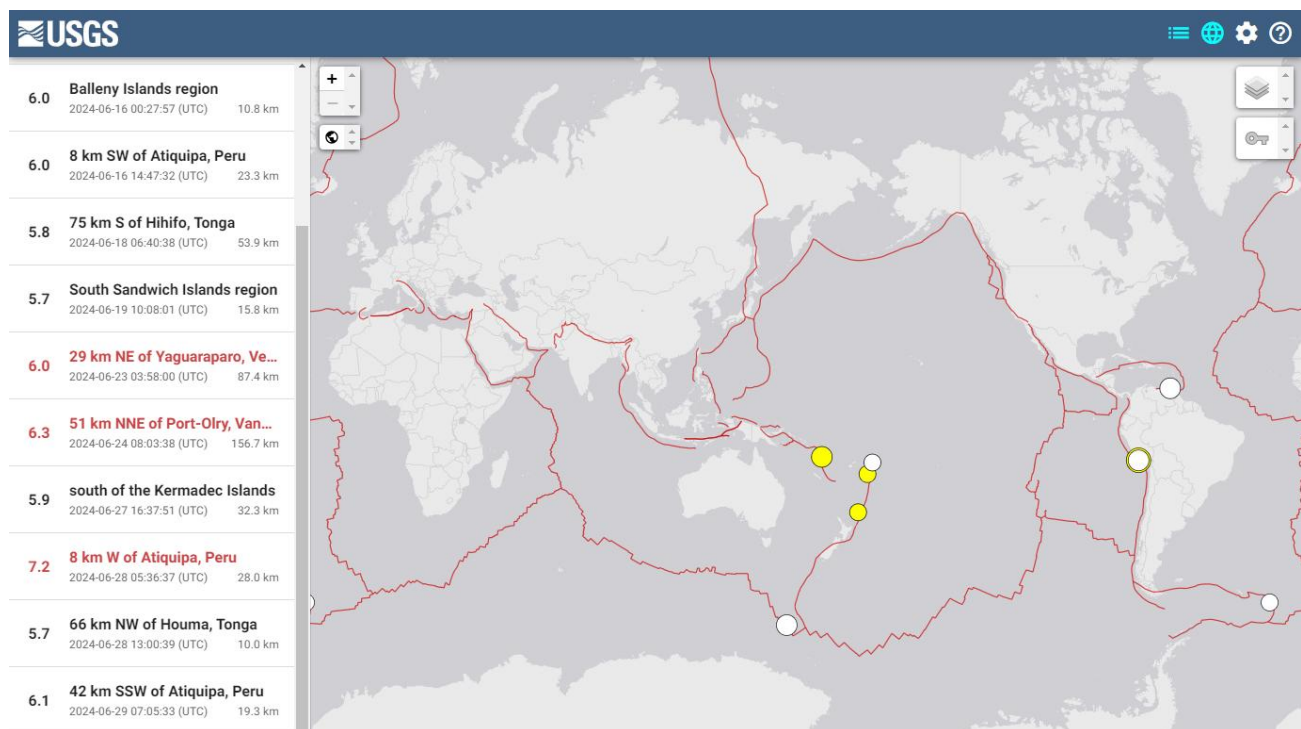 USGS
6.0
Balleny Islands region
2024-06-16 00:27:57 (UTC) 10.8 km
6.0
8 km SW of Atiquipa, Peru
2024-06-16 14:47:32 (UTC) 23.3 km
5.8
75 km S of Hihifo, Tonga
2024-06-18 06:40:38 (UTC) 53.9 km
5.7
South Sandwich Islands region
2024-06-19 10:08:01 (UTC) 15.8 km
6.0
29 km NE of Yaguaraparo, Ve...
2024-06-23 03:58:00 (UTC) 87.4 km
6.3
51 km NNE of Port-Olry, Van...
2024-06-24 08:03:38 (UTC) 156.7 km
5.9
south of the Kermadec Islands
2024-06-27 16:37:51 (UTC) 32.3 km
7.2
8 km W of Atiquipa, Peru
2024-06-28 05:36:37 (UTC) 28.0 km
5.7
66 km NW of Houma, Tonga
2024-06-28 13:00:39 (UTC) 10.0 km
6.1
42 km SSW of Atiquipa, Peru
2024-06-29 07:05:33 (UTC) 19.3 km